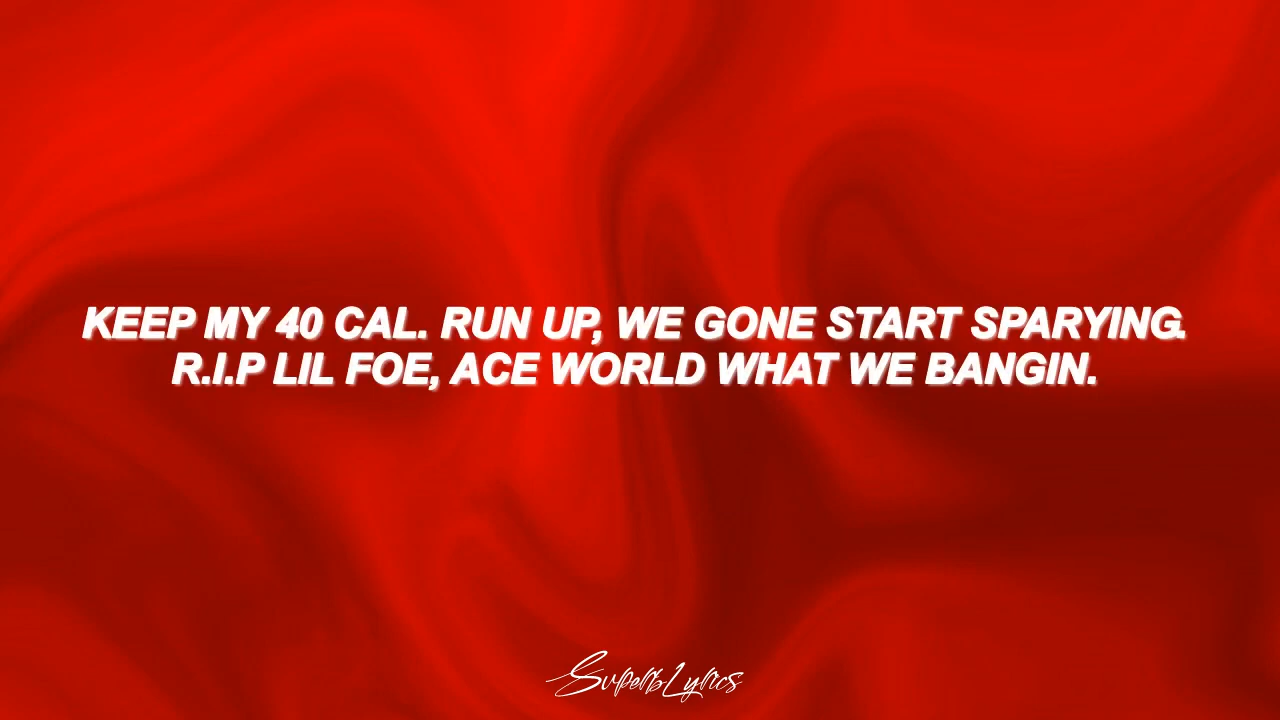 KEEP MY 40 CAL. RUN UP, WE GONE START SPARYING.
R.I.P LIL FOE, ACE WORLD WHAT WE BANGIN.
SuperbLyrics